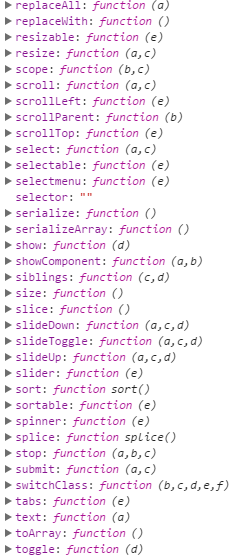 replaceAll: function (a)
replaceWith: function ()
resizable: function (e)
resize: function (a,c)
scope: function (b,c)
scroll: function (a,c)
scrollLeft: function (e)
scrollParent: function (b)
scrollTop: function (e)
select: function (a,c)
selectable: function (e)
selectmenu: function (e)
selector: ""
serialize: function ()
serializeArray: function ()
show: function (d)
showComponent: function (a,b)
siblings: function (c,d)
size: function ()
slice: function ()
slideDown: function (a,c,d)
slideToggle: function (a,c,d)
slideUp: function (a,c,d)
slider: function (e)
sort: function sort()
sortable: function (e)
spinner: function (e)
splice: function splice()
stop: function (a,b,c)
submit: function (a,c)
switchClass: function (b,c,d,e,f)
tabs: function (e)
text: function (a)
toArray: function ()
toggle: function (d)